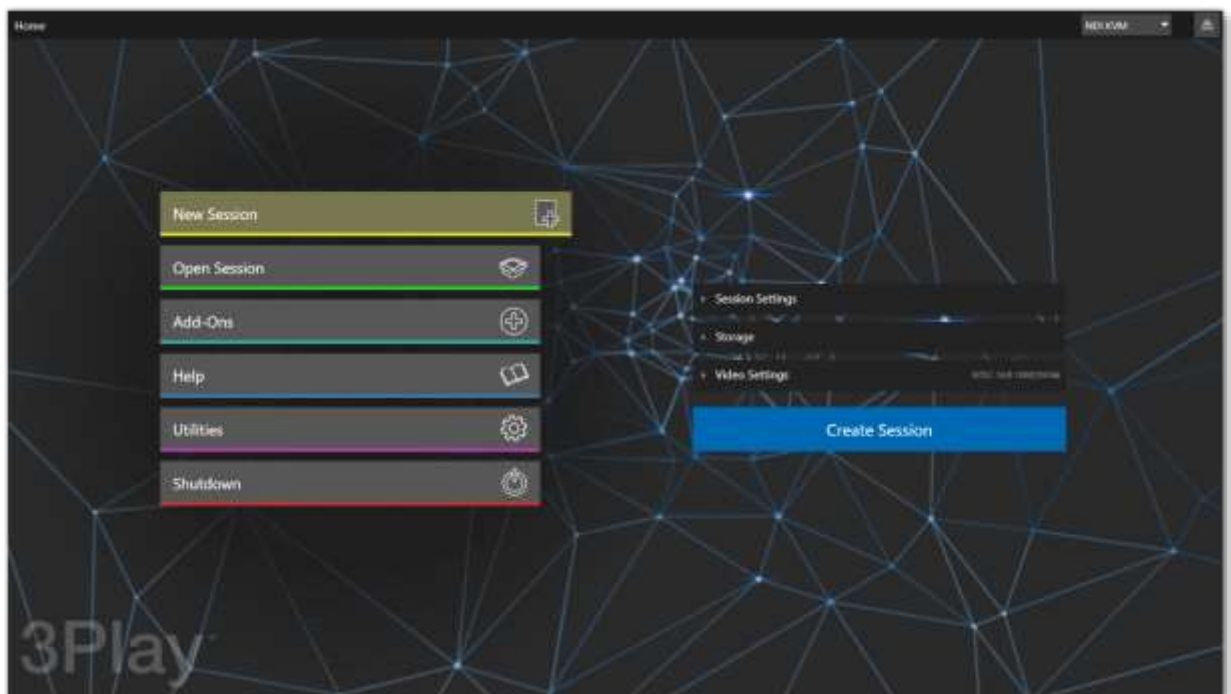 Home
NDI KVM
New Session
Open Session
Add-Ons
Help
Utilities
Shutdown
Session Settings
Storage
Video Settings
Create Session
3Play